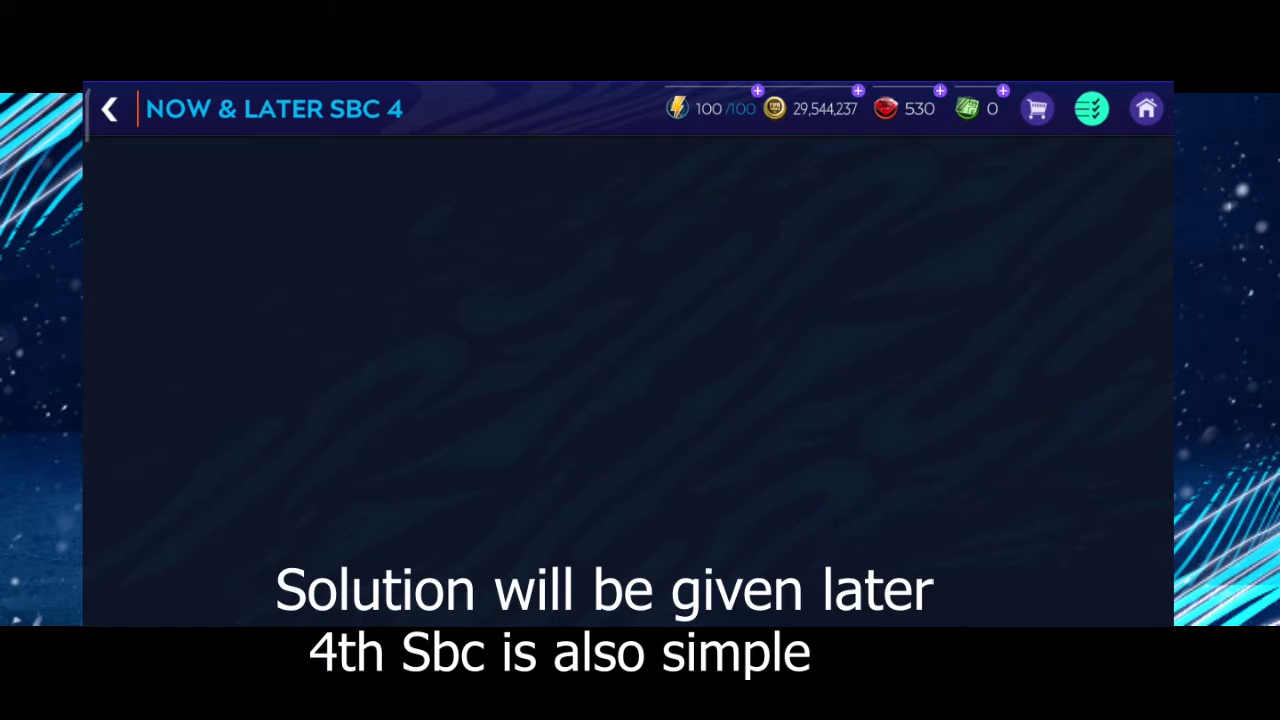 NOW & LATER SBC 4
100/100
29,544,237
530
0
Solution will be given later
4th Sbc is also simple